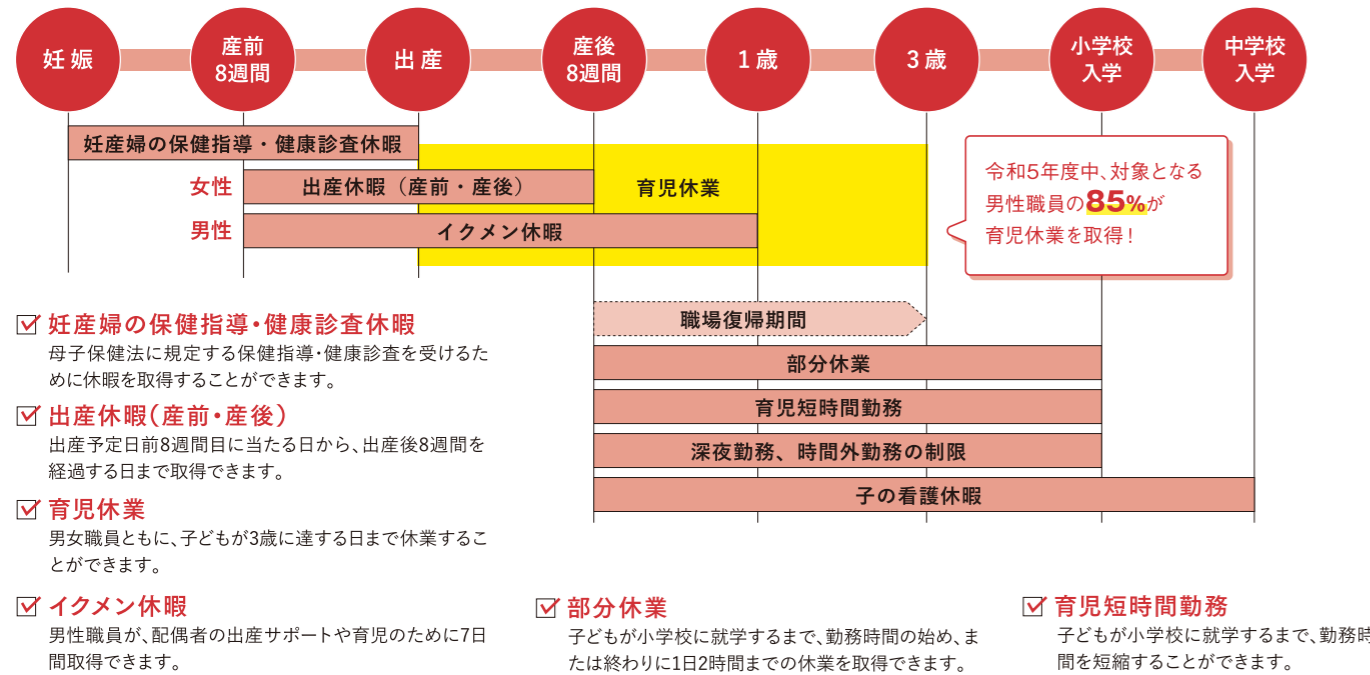 妊娠
産前
8週間
出産
産後
8週間
1歳
3歳
小学校
入学
中学校
入学
妊産婦の保健指導・健康診査休暇
女性
出産休暇（産前・産後）
育児休業
男性
イクメン休暇
令和5年度中、対象となる
男性職員の85%が
育児休業を取得！
職場復帰期間
部分休業
育児短時間勤務
深夜勤務、時間外勤務の制限
子の看護休暇
妊産婦の保健指導・健康診査休暇
母子保健法に規定する保健指導・健康診査を受けるた
めに休暇を取得することができます。
出産休暇（産前・産後）
出産予定日前8週間目に当たる日から、出産後8週間を
経過する日まで取得できます。
育児休業
男女職員ともに、子どもが3歳に達する日まで休業するこ
とができます。
イクメン休暇
男性職員が、配偶者の出産サポートや育児のために7日
間取得できます。
部分休業
子どもが小学校に就学するまで、勤務時間の始め、ま
たは終わりに1日2時間までの休業を取得できます。
育児短時間勤務
子どもが小学校に就学するまで、勤務時
間を短縮することができます。